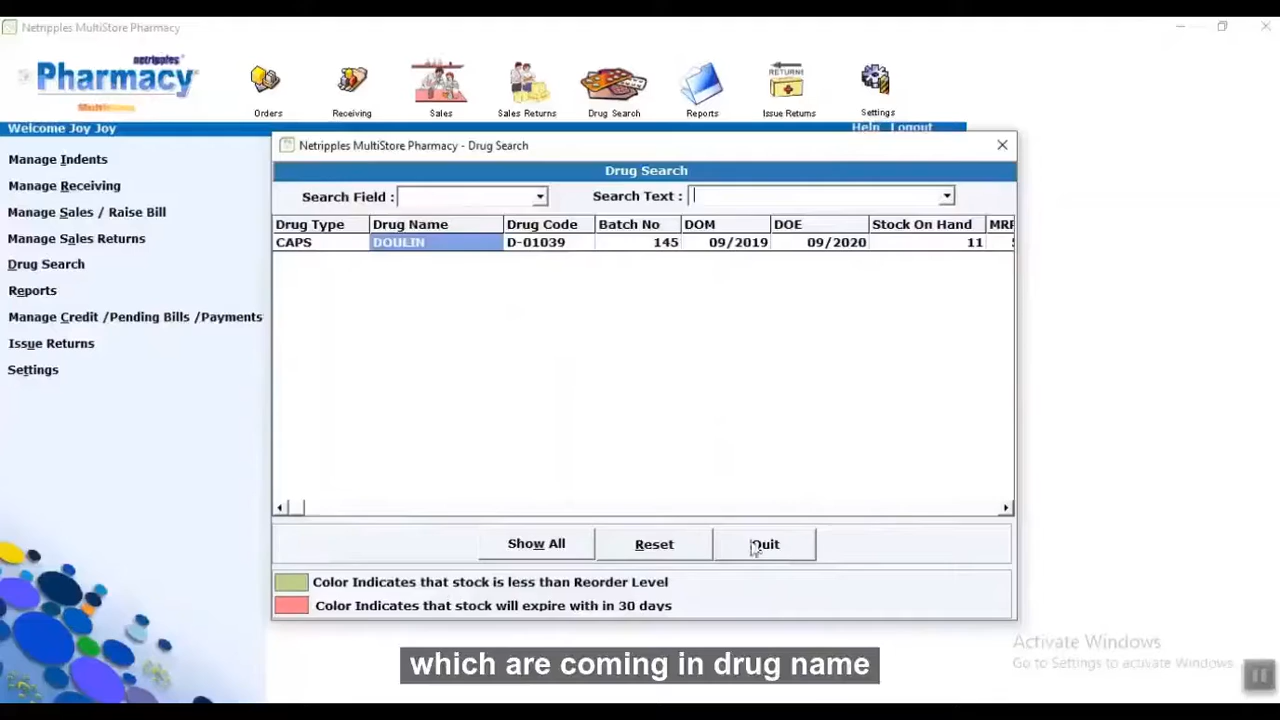 Netripples MultiStore Pharmacy
netripples
Pharmacy
Orders
Receiving
Sales
Sales Returns
Drug Search
Reports
RETURNS
Issue Returns
Settings
Welcome Joy Joy
Help Logout
Manage Indents
Manage Receiving
Manage Sales / Raise Bill
Manage Sales Returns
Drug Search
Reports
Manage Credit /Pending Bills /Payments
Issue Returns
Settings
Netripples MultiStore Pharmacy - Drug Search
Drug Search
Search Field :
Search Text :
Drug Type Drug Name Drug Code Batch No DOM DOE Stock On Hand MRP
CAPS DOULIN D-01039 145 09/2019 09/2020 11
Show All Reset Quit
Color Indicates that stock is less than Reorder Level
Color Indicates that stock will expire with in 30 days
Activate Windows
Go to Settings to activate Windows.
which are coming in drug name